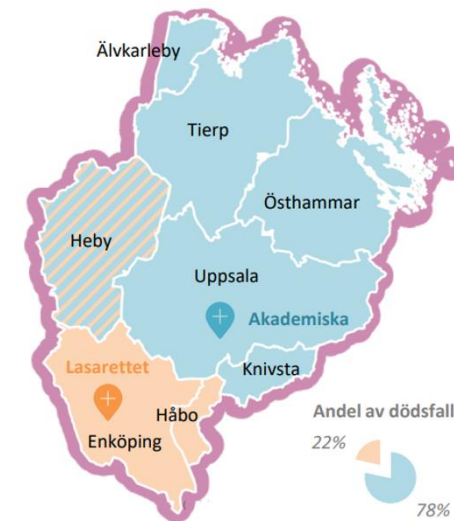 Älvkarleby
Tierp
Östhammar
Heby
Uppsala
Akademiska
Lasarettet
Knivsta
Håbo
Enköping
Andel av dödsfall
22%
78%